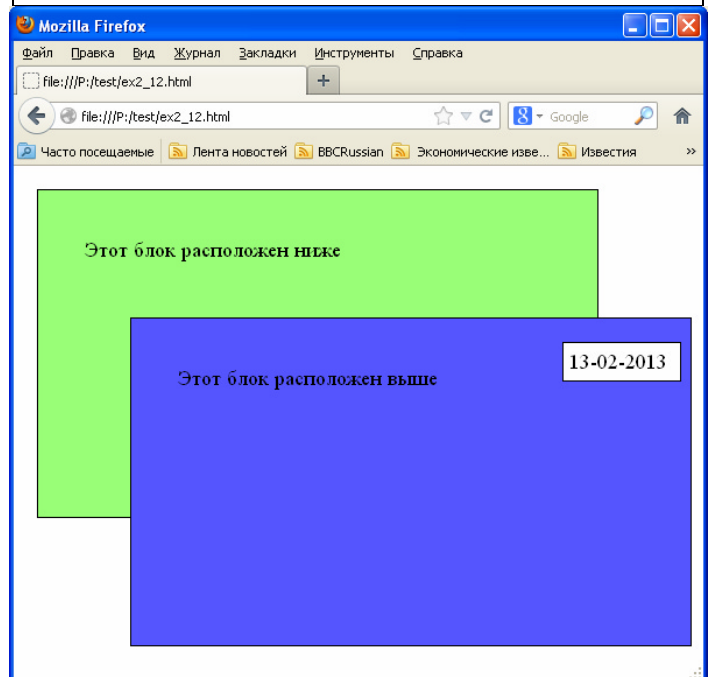 Mozilla Firefox
Файл Правка Вид Журнал Закладки Инструменты Справка
file:///P:/test/ex2_12.html +
file:///P:/test/ex2_12.html 8 Google
Часто посещаемые Лента новостей BBCRussian Экономические изве... Известия »
Этот блок расположен ниже
13-02-2013
Этот блок расположен выше